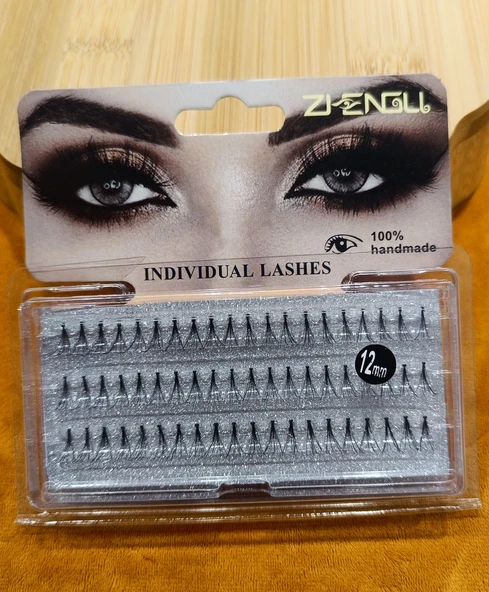 ZHENGLI
100%
handmade
INDIVIDUAL LASHES
12mm